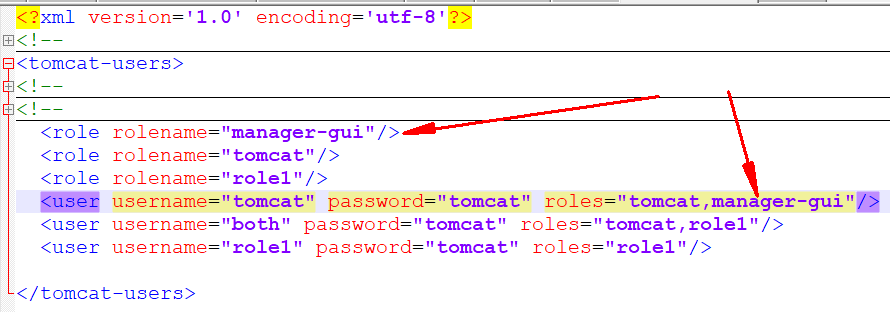 <?xml version='1.0' encoding='utf-8'?>
<!--
<tomcat-users>
<!--
<!--
<role rolename="manager-gui"/>
<role rolename="tomcat"/>
<role rolename="role1"/>
<user username="tomcat" password="tomcat" roles="tomcat,manager-gui"/>
<user username="both" password="tomcat" roles="tomcat,role1"/>
<user username="role1" password="tomcat" roles="role1"/>
</tomcat-users>